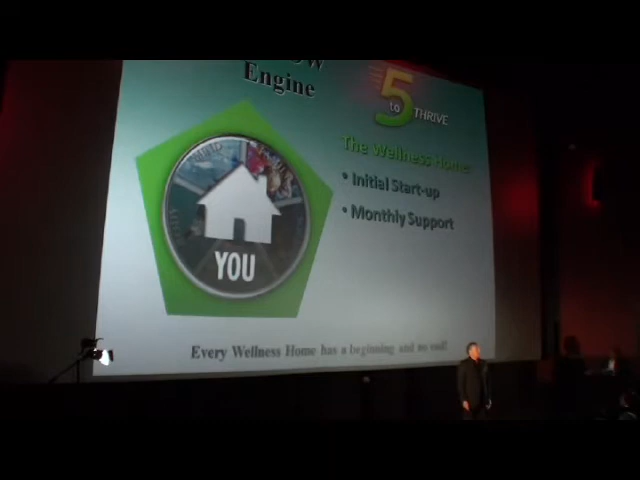 Engine
5
to THRIVE
The Wellness Home
• Initial Start-up
• Monthly Support
YOU
Every Wellness Home has a beginning and no end!